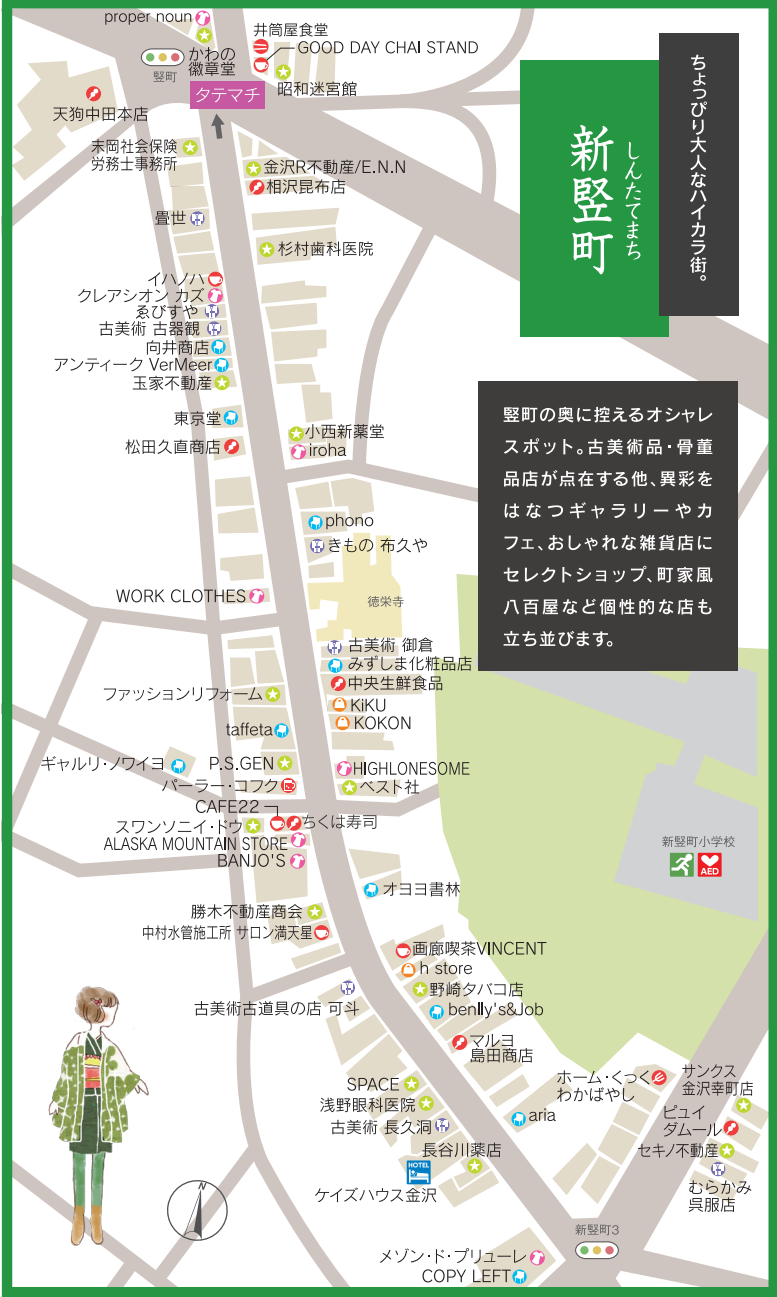 ちょっぴり大人なハイカラ街。
しんたてまち
新竪町
竪町の奥に控えるオシャレ
スポット。古美術品・骨董
品店が点在する他、異彩を
はなつギャラリーやカ
フェ、おしゃれな雑貨店に
セレクトショップ、町家風
八百屋など個性的な店も
立ち並びます。
proper noun
かわの
徽章堂
竪町
井筒屋食堂
GOOD DAY CHAI STAND
昭和迷宮館
タテマチ
天狗中田本店
末岡社会保険
労務士事務所
金沢R不動産/E.N.N
相沢昆布店
畳世
杉村歯科医院
イハノハ
クレアシオン カズ
ゑびすや
古美術 古器観
向井商店
アンティーク VerMeer
玉家不動産
東京堂
松田久直商店
小西新薬堂
iroha
phono
きもの 布久や
WORK CLOTHES
徳栄寺
古美術 御倉
みずしま化粧品店
中央生鮮食品
KiKU
KOKON
ファッションリフォーム
taffeta
ギャルリ・ノワイヨ
P.S.GEN
HIGHLONESOME
ベスト社
パーラー・コフク
CAFE22
ちくは寿司
スワンソニイ・ドウ
ALASKA MOUNTAIN STORE
BANJO'S
新竪町小学校
AED
オヨヨ書林
勝木不動産商会
中村水管施工所 サロン満天星
画廊喫茶VINCENT
h store
野崎タバコ店
benlly's&Job
古美術古道具の店 可斗
マルヨ
島田商店
SPACE
浅野眼科医院
古美術 長久洞
長谷川薬店
HOTEL
ケイズハウス金沢
aria
ホーム・くっく
わかばやし
サンクス
金沢幸町店
ピュイ
ダムール
セキノ不動産
むらかみ
呉服店
新竪町3
メゾン・ド・プリューレ
COPY LEFT
N